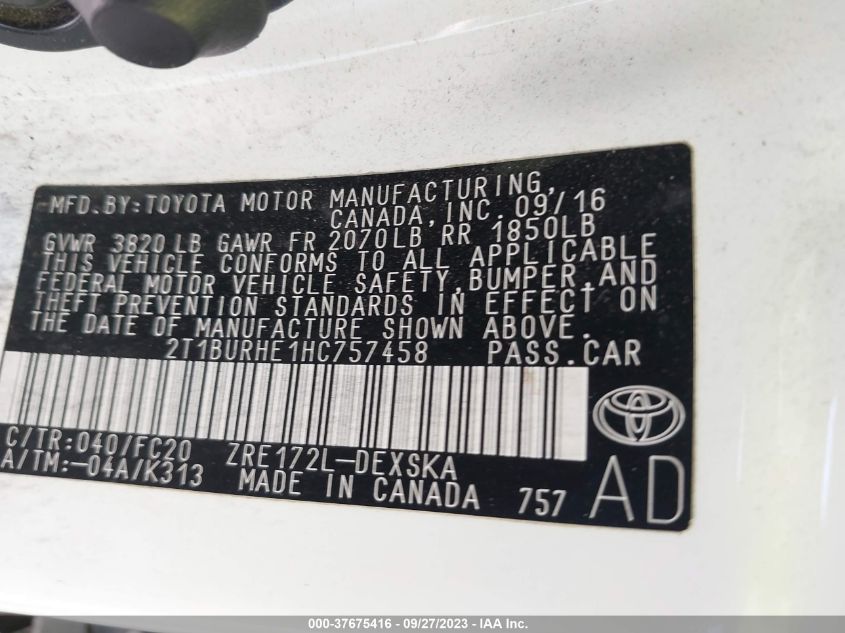 MFD.BY:TOYOTA MOTOR MANUFACTURING,
CANADA, INC. 09/16
GVWR 3820 LB GAWR FR 2070LB RR 1850LB
THIS VEHICLE CONFORMS TO ALL APPLICABLE
FEDERAL MOTOR VEHICLE SAFETY, BUMPER, AND
THEFT PREVENTION STANDARDS IN EFFECT ON
THE DATE OF MANUFACTURE SHOWN ABOVE.
2T1BURHE1HC757458 PASS.CAR
C/TR:040/FC20 ZRE172L-DEXSKA
A/TM:-04A/K313 MADE IN CANADA 757 AD
000-37675416 - 09/27/2023 - IAA Inc.